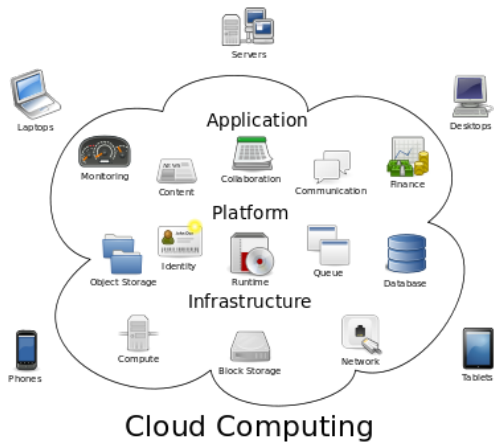 Servers
Laptops
Desktops
Application
Monitoring
NEWS
Content
Collaboration
Communication
Finance
Platform
Object Storage
Identity
Runtime
Queue
Database
Infrastructure
Compute
Block Storage
Network
Phones
Tablets
Cloud Computing